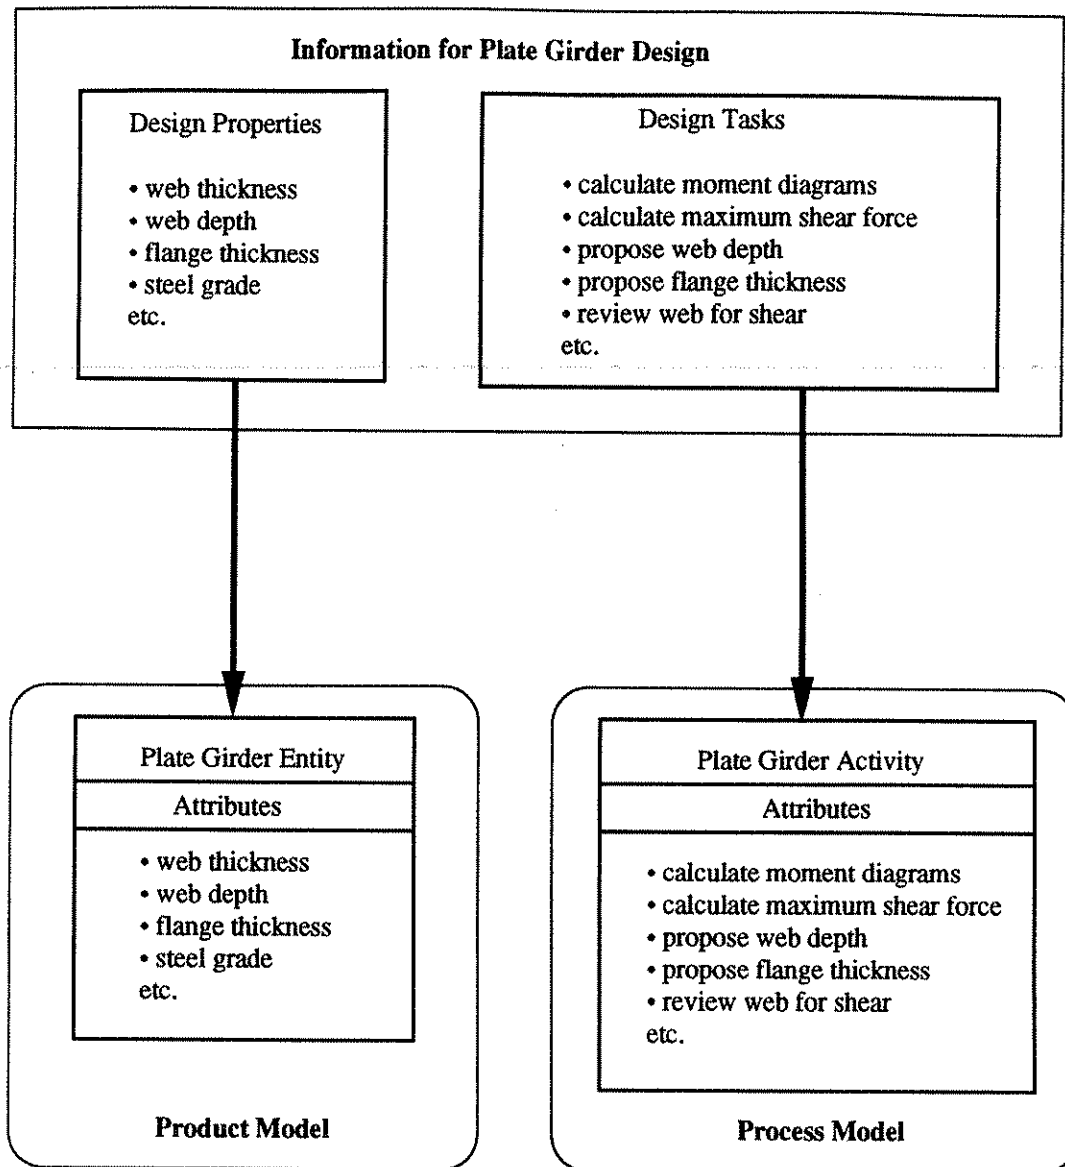 Information for Plate Girder Design
Design Properties
• web thickness
• web depth
• flange thickness
• steel grade
etc.
Design Tasks
• calculate moment diagrams
• calculate maximum shear force
• propose web depth
• propose flange thickness
• review web for shear
etc.
Plate Girder Entity
Attributes
• web thickness
• web depth
• flange thickness
• steel grade
etc.
Product Model
Plate Girder Activity
Attributes
• calculate moment diagrams
• calculate maximum shear force
• propose web depth
• propose flange thickness
• review web for shear
etc.
Process Model